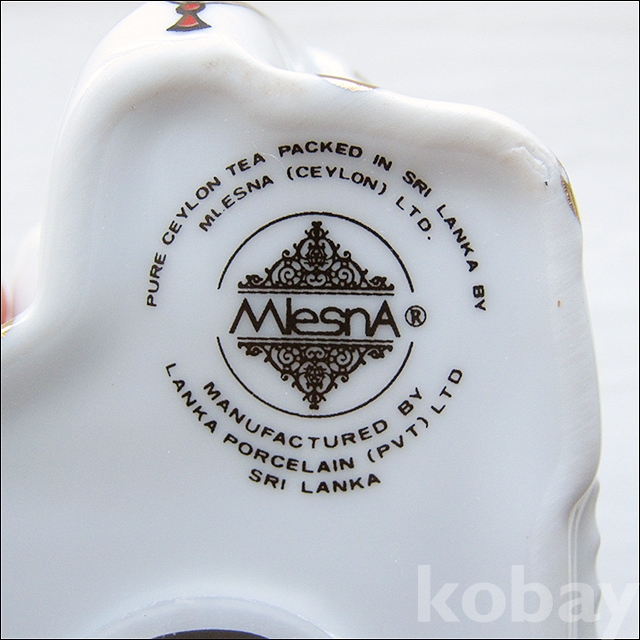 PURE CEYLON TEA PACKED IN SRI LANKA BY
MLESNA (CEYLON) LTD.
MlesnA®
MANUFACTURED BY
LANKA PORCELAIN (PVT) LTD
SRI LANKA
kobay